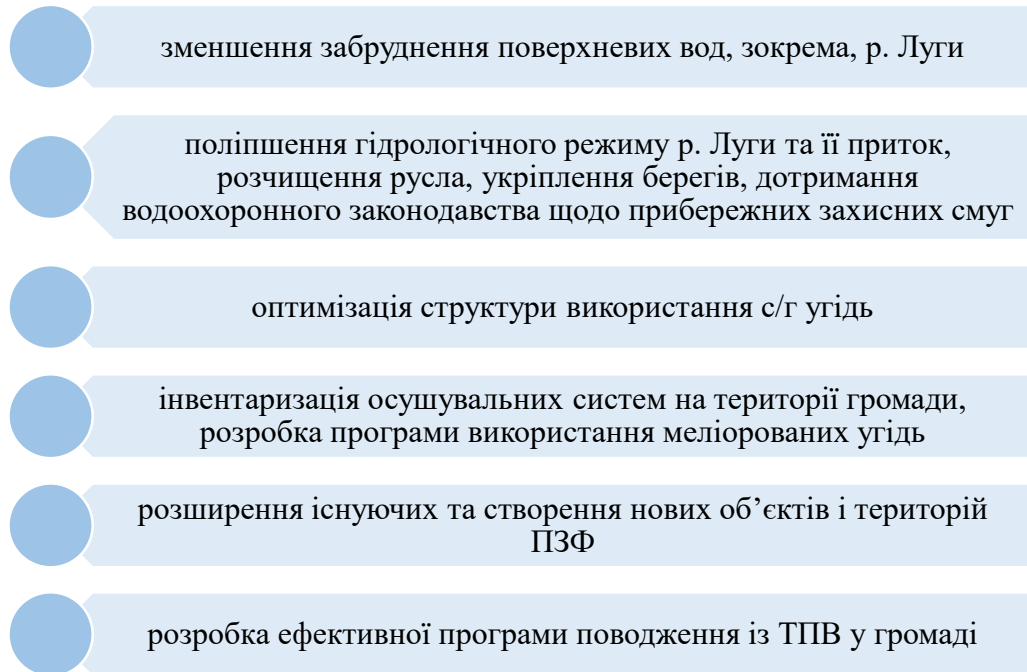 зменшення забруднення поверхневих вод, зокрема, р. Луги
поліпшення гідрологічного режиму р. Луги та її приток,
розчищення русла, укріплення берегів, дотримання
водоохоронного законодавства щодо прибережних захисних смуг
оптимізація структури використання с/г угідь
інвентаризація осушувальних систем на території громади,
розробка програми використання меліорованих угідь
розширення існуючих та створення нових об’єктів і територій
ПЗФ
розробка ефективної програми поводження із ТПВ у громаді